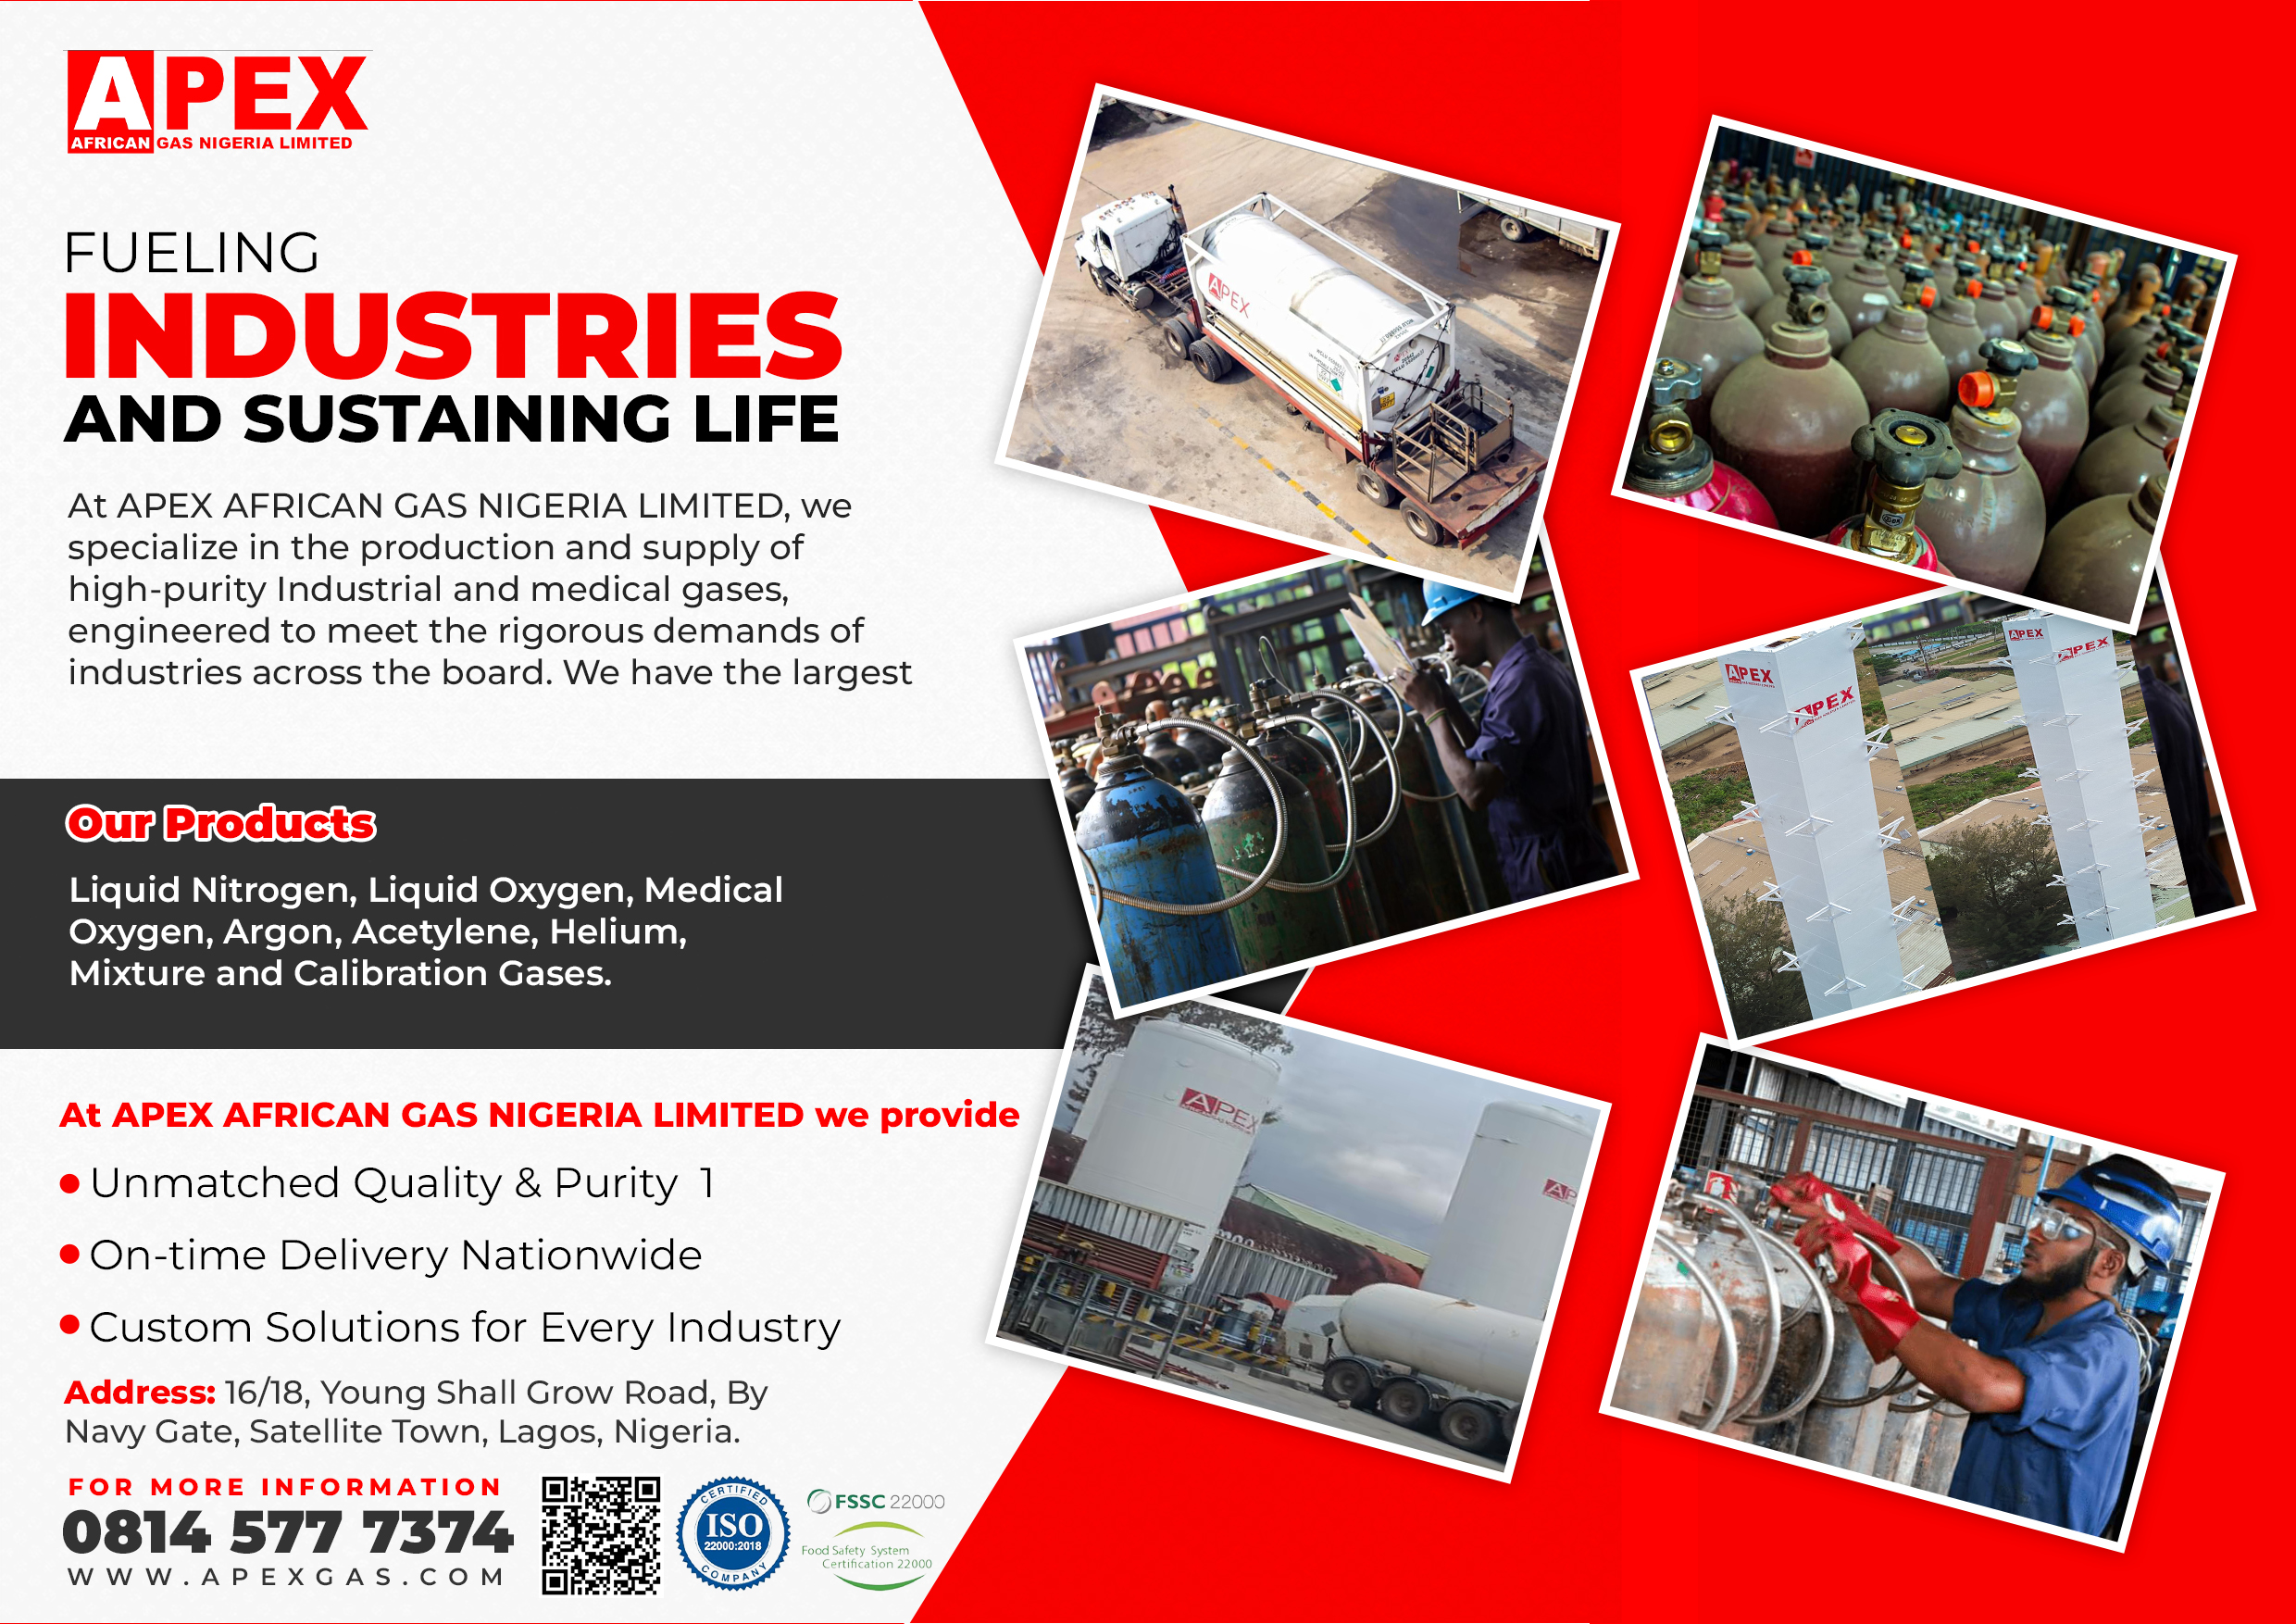 APEX
AFRICAN GAS NIGERIA LIMITED
FUELING
INDUSTRIES
AND SUSTAINING LIFE
At APEX AFRICAN GAS NIGERIA LIMITED, we
specialize in the production and supply of
high-purity Industrial and medical gases,
engineered to meet the rigorous demands of
industries across the board. We have the largest
Our Products
Liquid Nitrogen, Liquid Oxygen, Medical
Oxygen, Argon, Acetylene, Helium,
Mixture and Calibration Gases.
At APEX AFRICAN GAS NIGERIA LIMITED we provide
Unmatched Quality & Purity 1
On-time Delivery Nationwide
Custom Solutions for Every Industry
Address: 16/18, Young Shall Grow Road, By
Navy Gate, Satellite Town, Lagos, Nigeria.
FOR MORE INFORMATION
0814 577 7374
WWW.APEXGAS.COM
CERTIFIED
ISO
22000:2018
COMPANY
FSSC 22000
Food Safety System
Certification 22000
APEX
APEX
APEX
APEX
APEX
APEX
AP